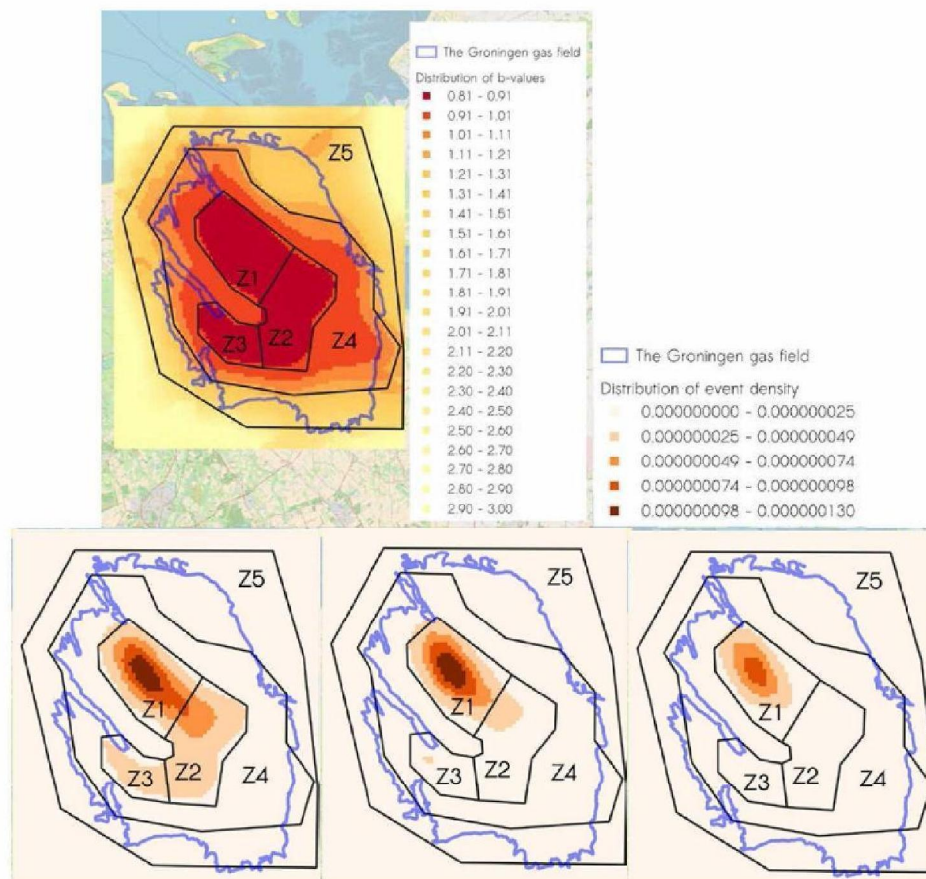 The Groningen gas field
Distribution of b-values
0.81 - 0.91
0.91 - 1.01
1.01 - 1.11
1.11 - 1.21
1.21 - 1.31
1.31 - 1.41
1.41 - 1.51
1.51 - 1.61
1.61 - 1.71
1.71 - 1.81
1.81 - 1.91
1.91 - 2.01
2.01 - 2.11
2.11 - 2.20
2.20 - 2.30
2.30 - 2.40
2.40 - 2.50
2.50 - 2.60
2.60 - 2.70
2.70 - 2.80
2.80 - 2.90
2.90 - 3.00
Z5
Z1
Z3
Z2
Z4
The Groningen gas field
Distribution of event density
0.000000000 - 0.000000025
0.000000025 - 0.000000049
0.000000049 - 0.000000074
0.000000074 - 0.000000098
0.000000098 - 0.000000130
Z5
Z1
Z3
Z2
Z4
Z5
Z1
Z3
Z2
Z4
Z5
Z1
Z3
Z2
Z4